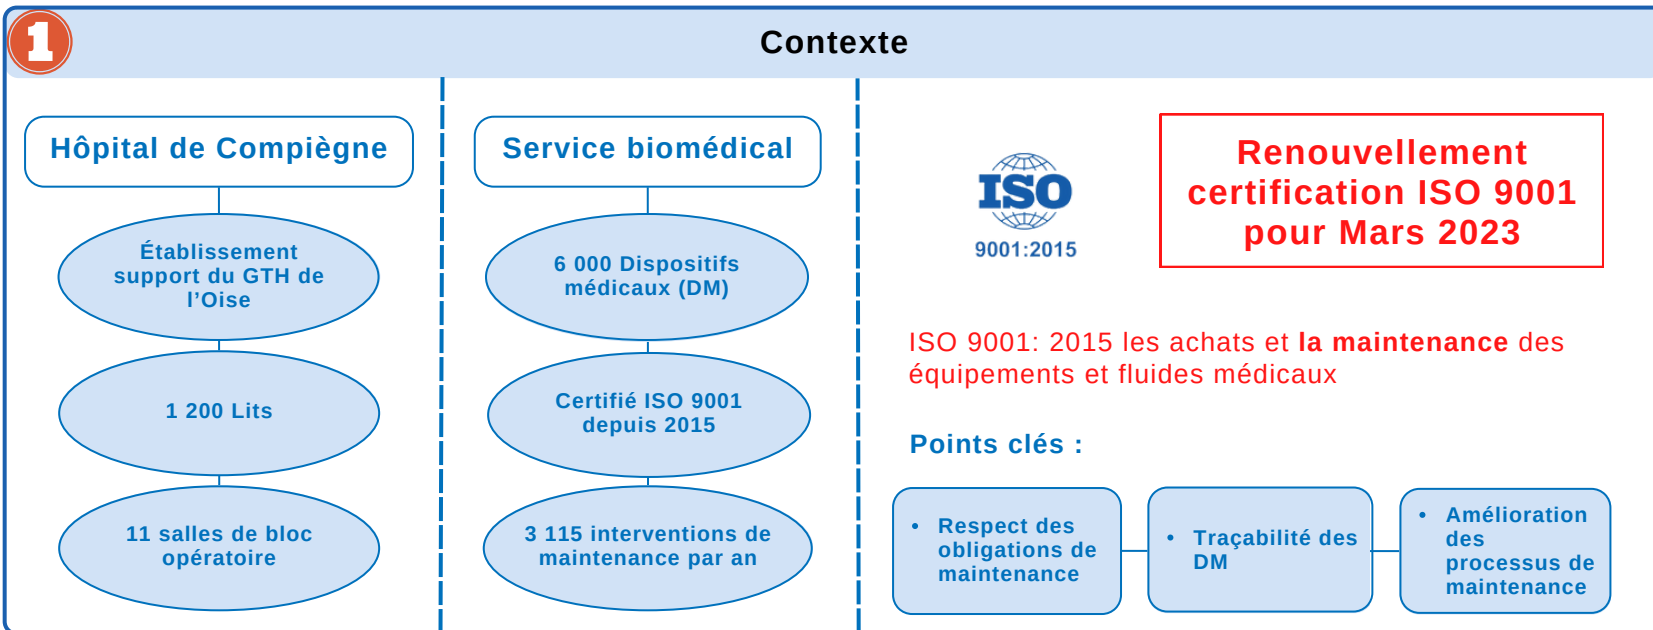 1
Contexte
Hôpital de Compiègne
Établissement
support du GTH de
l’Oise
1 200 Lits
11 salles de bloc
opératoire
Service biomédical
6 000 Dispositifs
médicaux (DM)
Certifié ISO 9001
depuis 2015
3 115 interventions de
maintenance par an
ISO
9001:2015
Renouvellement
certification ISO 9001
pour Mars 2023
ISO 9001: 2015 les achats et la maintenance des
équipements et fluides médicaux
Points clés :
• Respect des
obligations de
maintenance
• Traçabilité des
DM
• Amélioration
des
processus de
maintenance